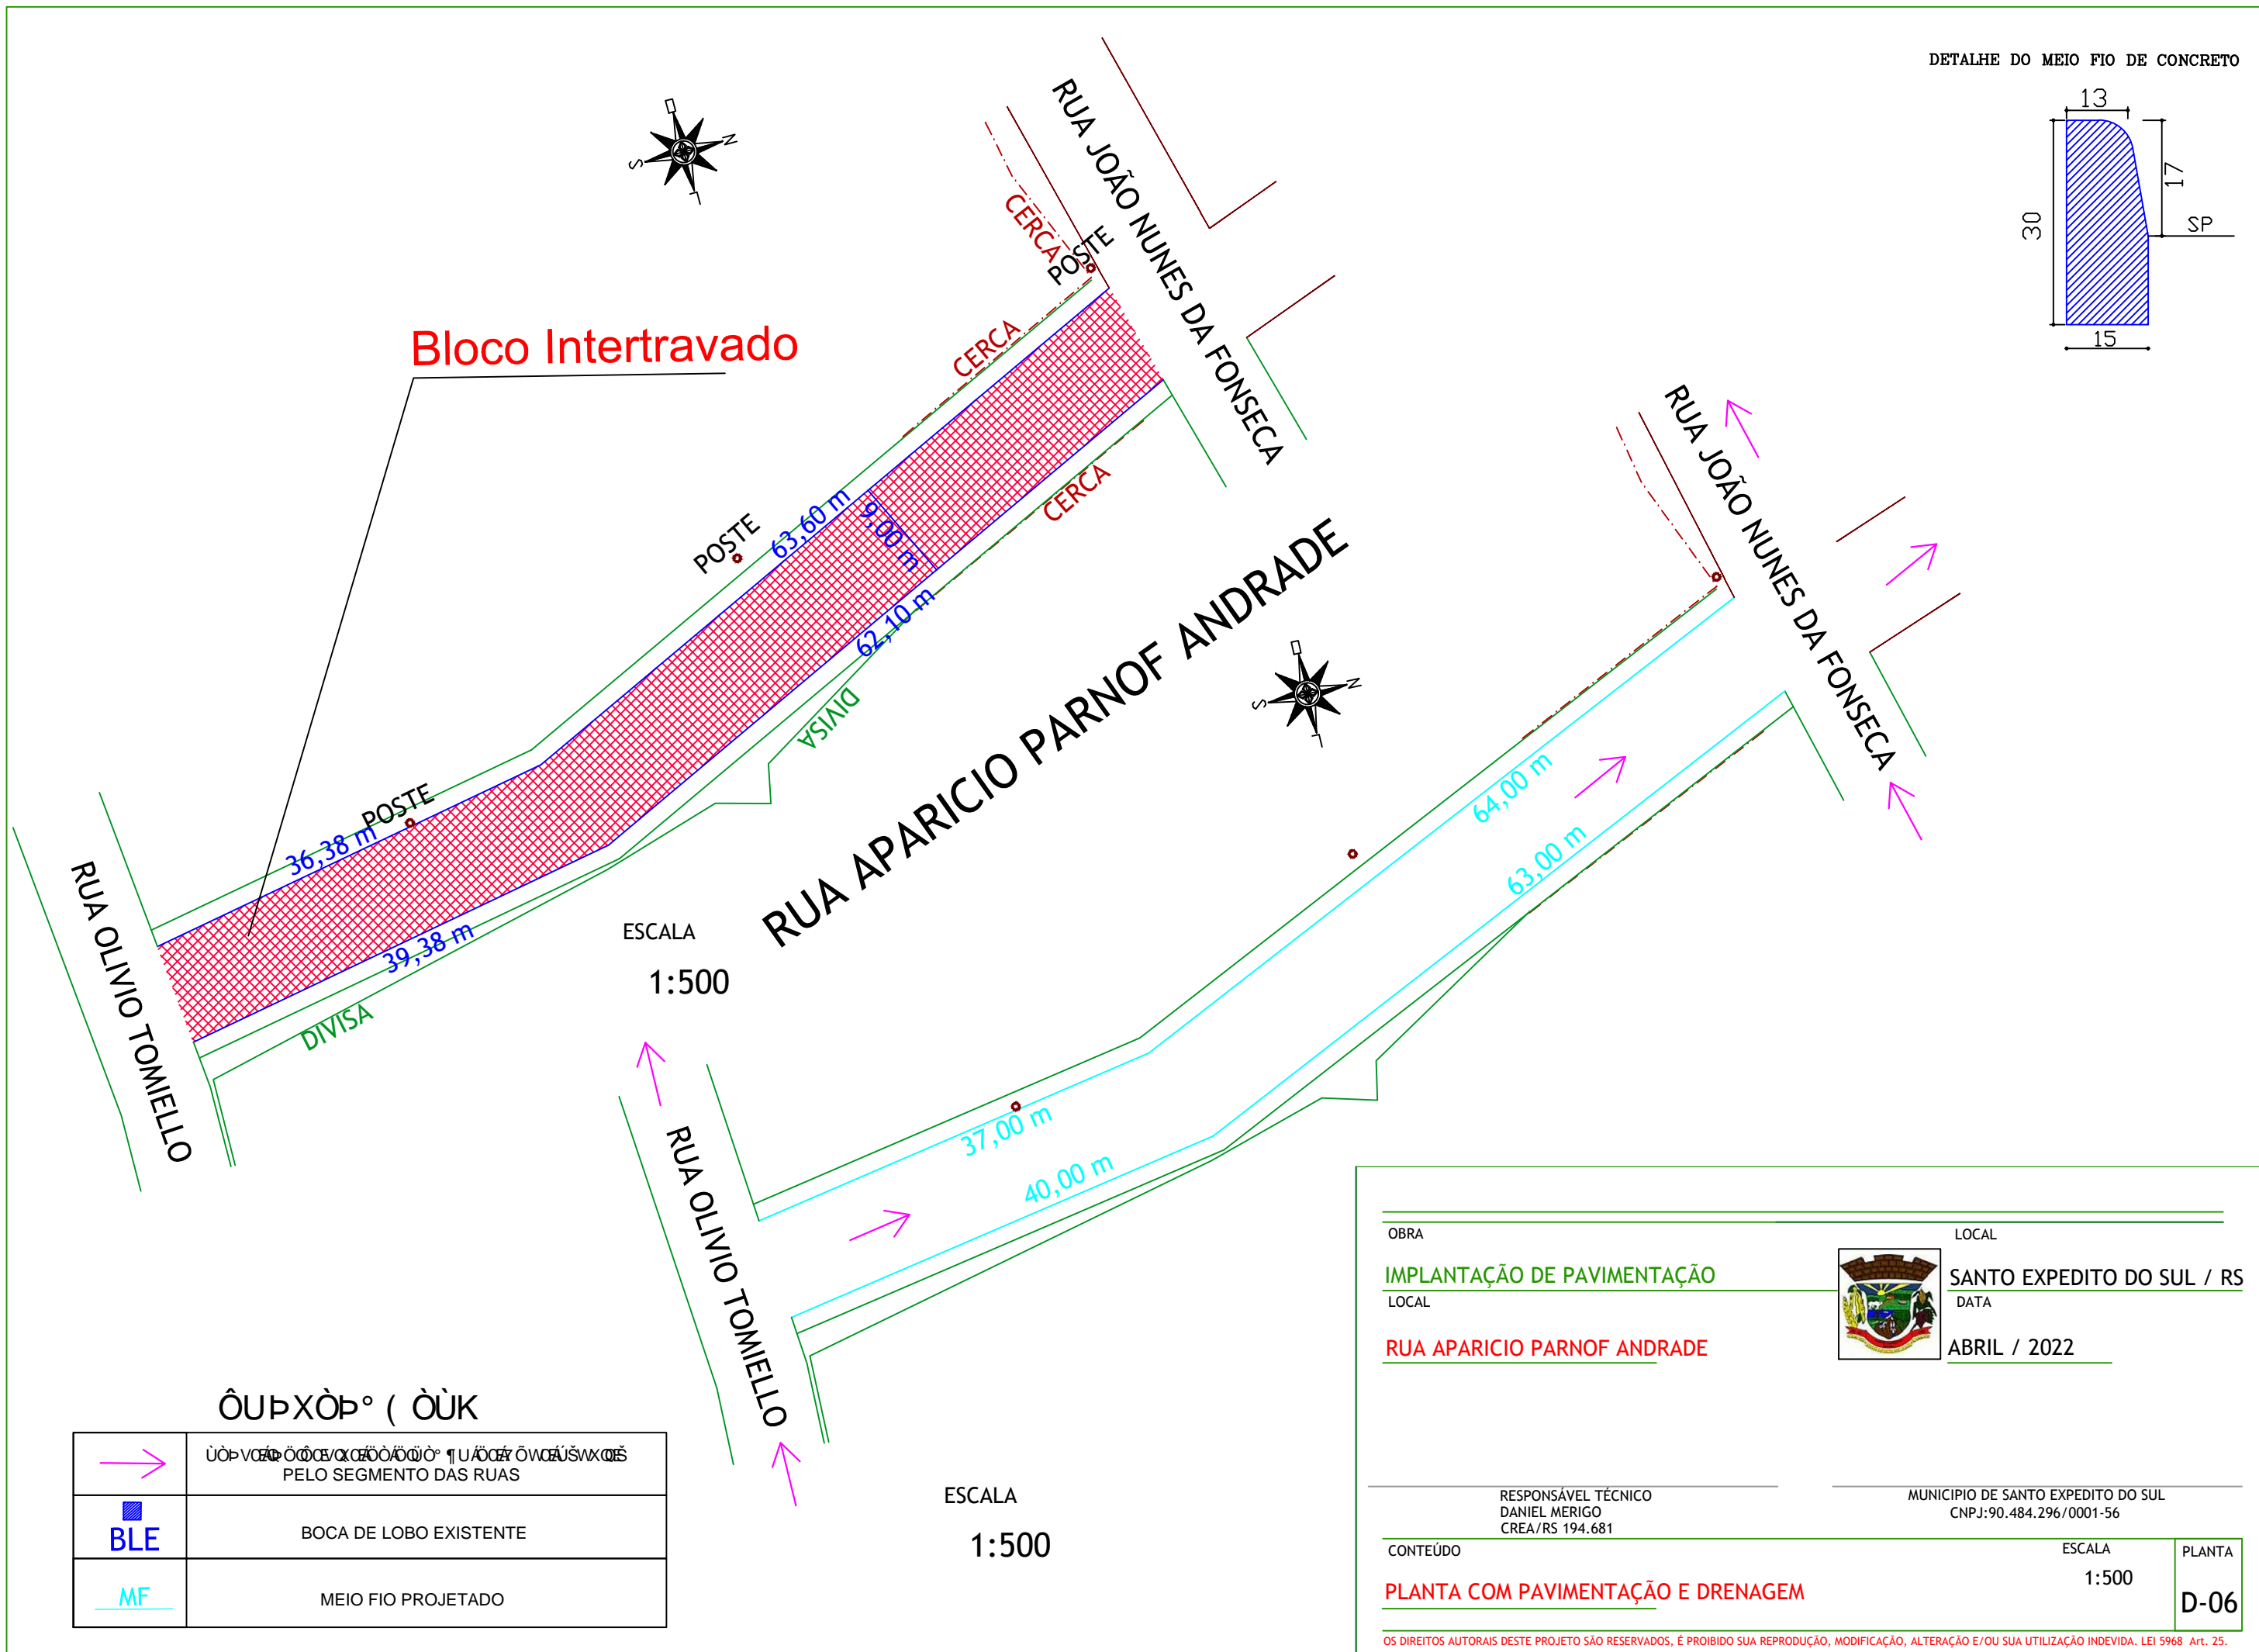 DETALHE DO MEIO FIO DE CONCRETO
13
17
30
SP
15
S
N
L
O
RUA JOÃO NUNES DA FONSECA
CERCA
POSTE
CERCA
Bloco Intertravado
63,60 m
9,00 m
POSTE
CERCA
62,10 m
DIVISA
POSTE
36,38 m
39,38 m
DIVISA
RUA OLIVIO TOMIELLO
ESCALA
1:500
RUA APARICIO PARNOF ANDRADE
S
N
L
O
RUA JOÃO NUNES DA FONSECA
64,00 m
63,00 m
37,00 m
40,00 m
RUA OLIVIO TOMIELLO
ESCALA
1:500
ÔUÞXÒÞ° ( ÒÙK
PELO SEGMENTO DAS RUAS
BLE
BOCA DE LOBO EXISTENTE
MF
MEIO FIO PROJETADO
OBRA
LOCAL
IMPLANTAÇÃO DE PAVIMENTAÇÃO
SANTO EXPEDITO DO SUL / RS
LOCAL
DATA
RUA APARICIO PARNOF ANDRADE
ABRIL / 2022
RESPONSÁVEL TÉCNICO
DANIEL MERIGO
CREA/RS 194.681
MUNICIPIO DE SANTO EXPEDITO DO SUL
CNPJ:90.484.296/0001-56
CONTEÚDO
ESCALA
1:500
PLANTA
PLANTA COM PAVIMENTAÇÃO E DRENAGEM
D-06
OS DIREITOS AUTORAIS DESTE PROJETO SÃO RESERVADOS, É PROIBIDO SUA REPRODUÇÃO, MODIFICAÇÃO, ALTERAÇÃO E/OU SUA UTILIZAÇÃO INDEVIDA. LEI 5968 Art. 25.